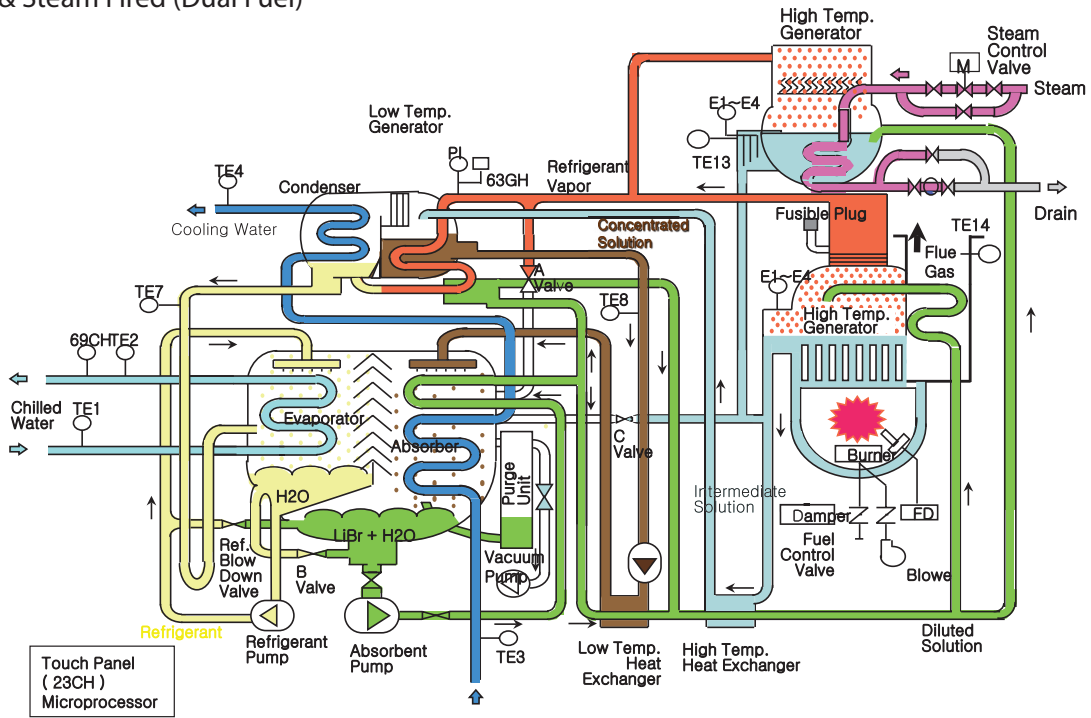 & Steam Fired (Dual Fuel)
High Temp.
Generator
Steam
Control
Valve
M
Steam
E1~E4
Low Temp.
Generator
TE13
PI
63GH
Refrigerant
Vapor
TE4
Condenser
Drain
Cooling Water
Concentrated
Solution
Fusible Plug
TE14
Flue
Gas
A
Valve
E1~E4
TE7
TE8
High Temp.
Generator
69CH
TE2
Chilled
Water
TE1
Evaporator
Absorber
C
Valve
Burner
Purge
Unit
H2O
Intermediate
Solution
Damper
FD
LiBr + H2O
Fuel
Control
Valve
Ref.
Blow
Down
Valve
B
Valve
Vacuum
Pump
Blowe
Refrigerant
Refrigerant
Pump
Absorbent
Pump
TE3
Low Temp.
Heat
Exchanger
High Temp.
Heat Exchanger
Diluted
Solution
Touch Panel
( 23CH )
Microprocessor